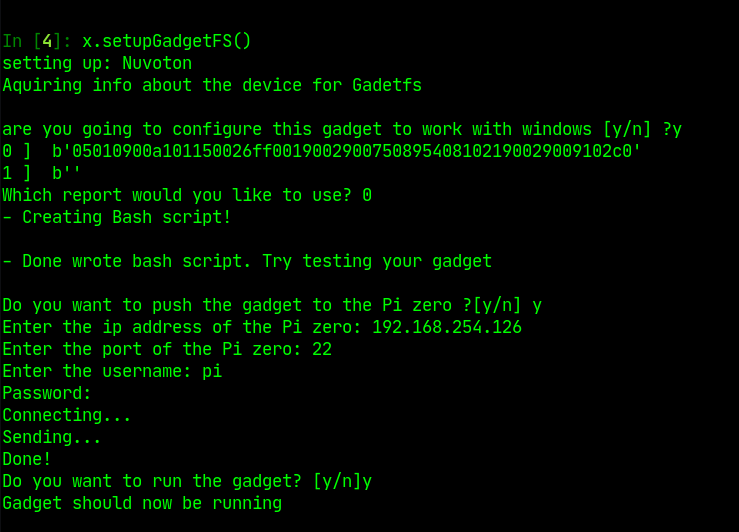 In [4]: x.setupGadgetFS()
setting up: Nuvoton
Aquiring info about the device for Gadetfs
are you going to configure this gadget to work with windows [y/n] ?y
0 ]  b'05010900a101150026ff0019002900750895408102190029009102c0'
1 ]  b''
Which report would you like to use? 0
- Creating Bash script!
- Done wrote bash script. Try testing your gadget
Do you want to push the gadget to the Pi zero ?[y/n] y
Enter the ip address of the Pi zero: 192.168.254.126
Enter the port of the Pi zero: 22
Enter the username: pi
Password:
Connecting...
Sending...
Done!
Do you want to run the gadget? [y/n]y
Gadget should now be running